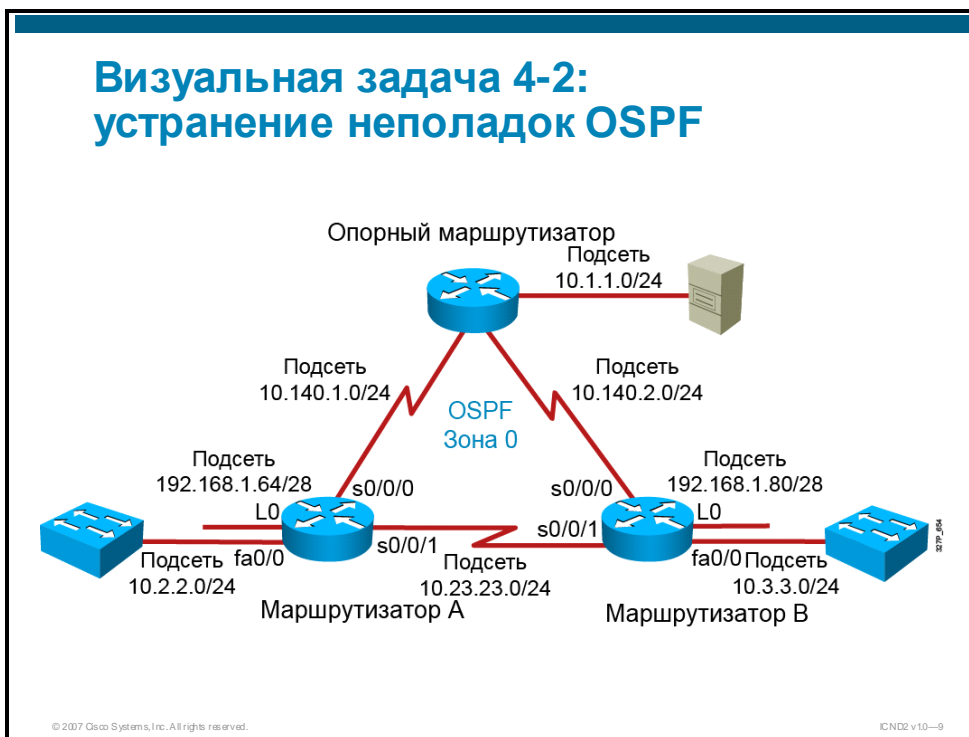 Визуальная задача 4-2:
устранение неполадок OSPF
Опорный маршрутизатор
Подсеть
10.1.1.0/24
Подсеть
10.140.1.0/24
Подсеть
10.140.2.0/24
OSPF
Зона 0
Подсеть
192.168.1.64/28
L0
s0/0/0
s0/0/1
fa0/0
Подсеть
10.2.2.0/24
Маршрутизатор A
Подсеть
10.23.23.0/24
Подсеть
192.168.1.80/28
L0
s0/0/0
s0/0/1
fa0/0
Подсеть
10.3.3.0/24
Маршрутизатор B
327P_654
© 2007 Cisco Systems, Inc. All rights reserved.
ICND2 v1.0—9